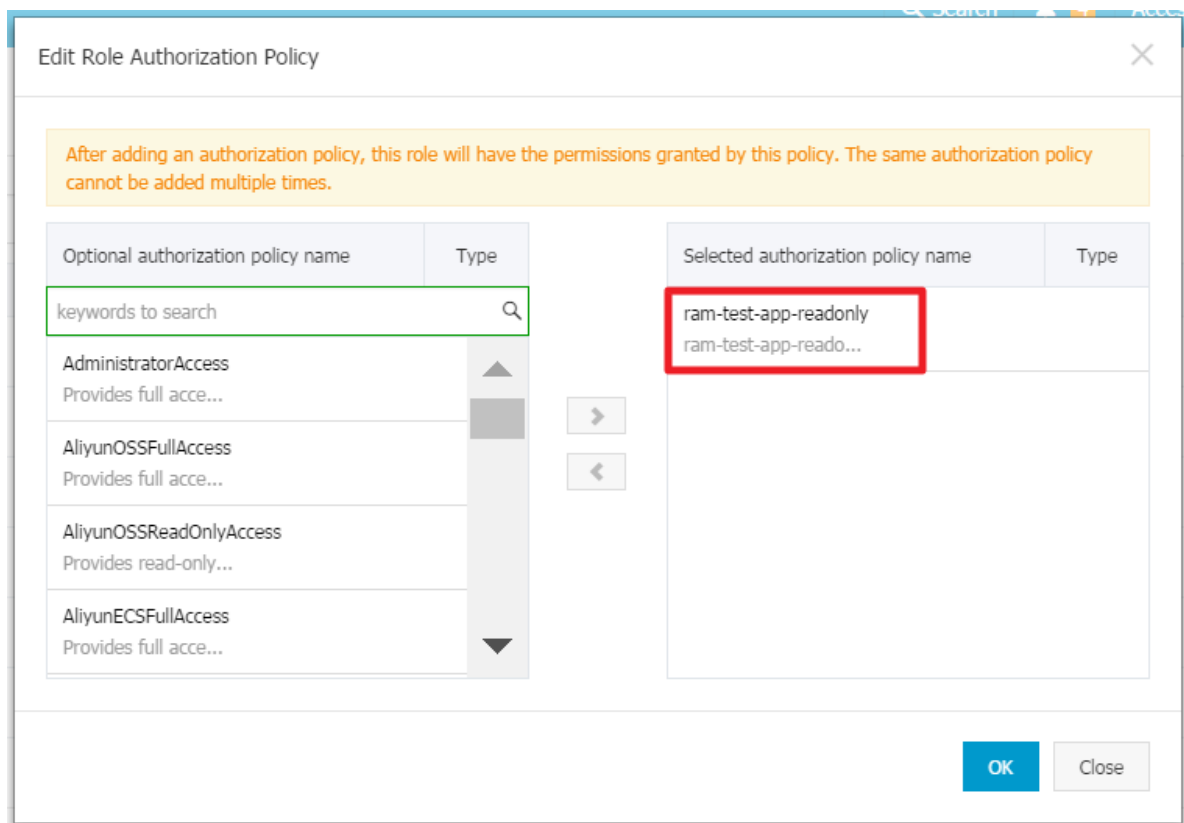 Search
Edit Role Authorization Policy
After adding an authorization policy, this role will have the permissions granted by this policy. The same authorization policy
cannot be added multiple times.
Optional authorization policy name Type
keywords to search
AdministratorAccess
Provides full acce...
AliyunOSSFullAccess
Provides full acce...
AliyunOSSReadOnlyAccess
Provides read-only...
AliyunECSFullAccess
Provides full acce...
Selected authorization policy name Type
ram-test-app-readonly
ram-test-app-reado...
OK Close